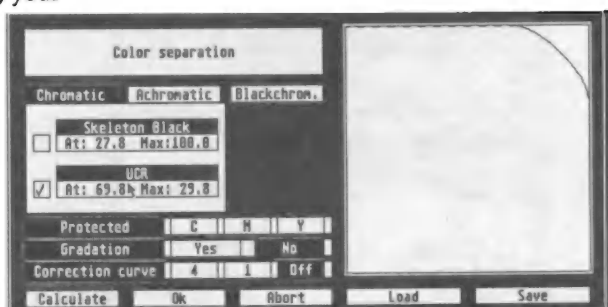 Color separation
Chromatic Achromatic Blackchrom.
Skeleton Black
At: 27.8 Max:100.0
UCR
At: 69.8 Max: 29.8
Protected C M Y
Gradation Yes No
Correction curve 4 1 Off
Calculate Ok Abort Load Save